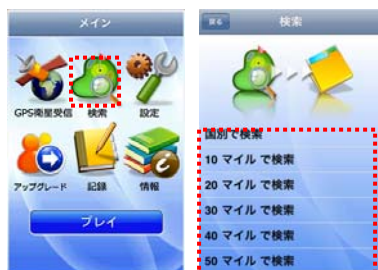 メイン
GPS衛星受信
検索
設定
アップグレード
記録
情報
プレイ
戻る
検索
国別で検索
10 マイル で検索
20 マイル で検索
30 マイル で検索
40 マイル で検索
50 マイル で検索